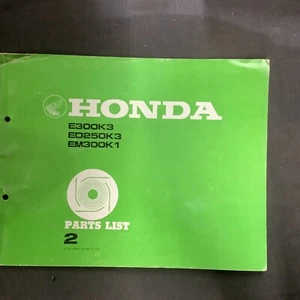 HONDA
E300K3
ED250K3
EM300K1
PARTS LIST
2